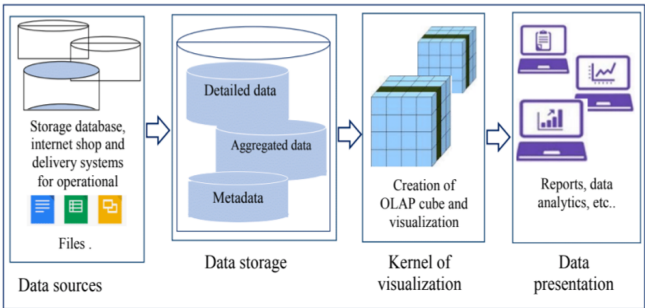 Storage database,
internet shop and
delivery systems
for operational
Files .
Data sources
Detailed data
Aggregated data
Metadata
Data storage
Creation of
OLAP cube and
visualization
Kernel of
visualization
Reports, data
analytics, etc..
Data
presentation